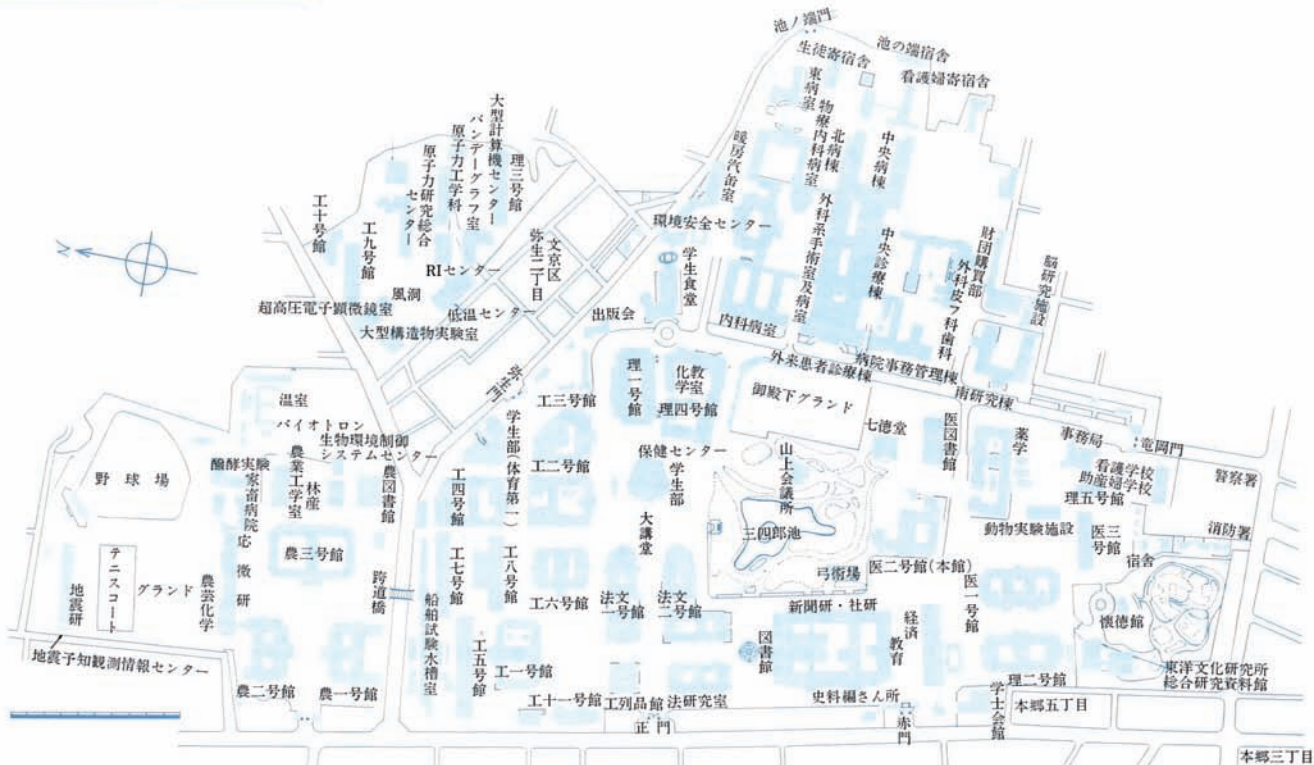 池ノ端門
池の端宿舎
生徒寄宿舎
看護婦寄宿舎
東病室
物療内科病室
北病棟
中央病棟
暖房汽缶室
大型計算機センター
バンデーグラフ室
原子力工学科
原子力研究総合
センター
理三号館
工十号館
工九号館
RIセンター
風洞
超高圧電子顕微鏡室
低温センター
大型構造物実験室
文京区
弥生二丁目
環境安全センター
学生食堂
出版会
外科系手術室及病室
中央診療棟
財団購買部
外科皮フ科歯科
脳研究施設
内科病室
外来患者診療棟
病院事務管理棟
南研究棟
N
弥生門
工三号館
理一号館
化学
教室
理四号館
御殿下グランド
七徳堂
医図書館
薬学
事務局
竜岡門
看護学校
助産婦学校
理五号館
警察署
消防署
温室
バイオトロン
生物環境制御
システムセンター
野球場
醗酵実験
家畜病院
応微研
農業工学室
林産
農図書館
学生部(体育第一)
工二号館
工四号館
保健センター
学生部
山上会議所
三四郎池
大講堂
弓術場
動物実験施設
医三号館
宿舎
懐徳館
医二号館(本館)
医一号館
農三号館
テニスコート
グランド
農芸化学
地震研
地震予知観測情報センター
跨道橋
船舶試験水槽室
工七号館
工八号館
工六号館
法文一号館
法文二号館
新聞研・社研
図書館
経済
教育
工五号館
工一号館
農二号館
農一号館
工十一号館
工列品館
法研究室
正門
史料編さん所
赤門
学士会館
理二号館
本郷五丁目
東洋文化研究所
総合研究資料館
本郷三丁目